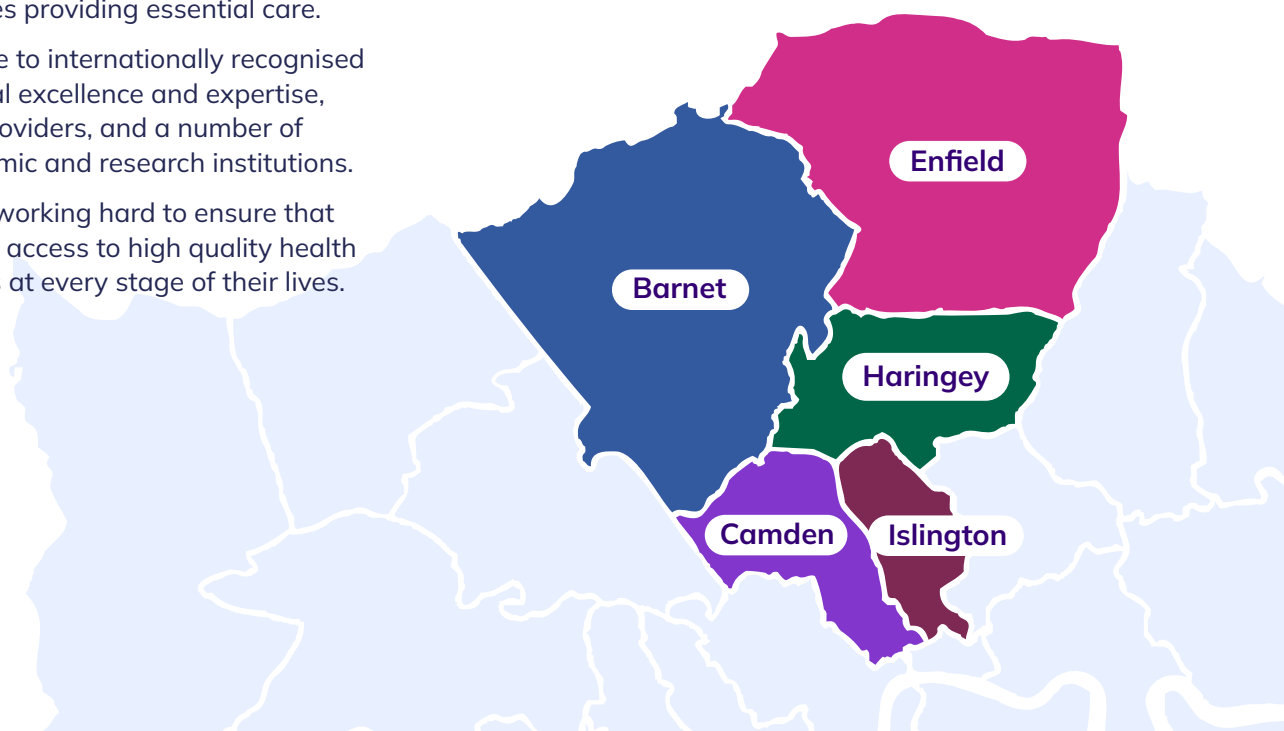 es providing essential care.
e to internationally recognised
al excellence and expertise,
oviders, and a number of
mic and research institutions.
working hard to ensure that
access to high quality health
at every stage of their lives.
Enfield
Barnet
Haringey
Camden
Islington